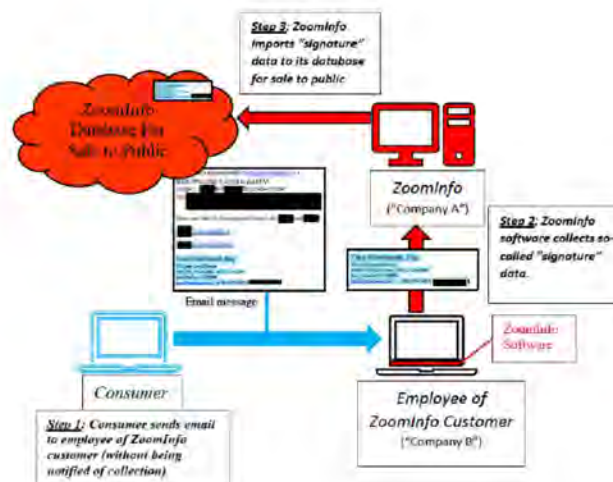 Step 3: ZoomInfo
imports "signature"
data to its database
for sale to public
ZoomInfo
Database For
Sale to Public
ZoomInfo
("Company A")
Step 2: ZoomInfo
software collects so-
called "signature"
data.
Email message
ZoomInfo
Software
Consumer
Employee of
ZoomInfo Customer
("Company B")
Step 1: Consumer sends email
to employee of ZoomInfo
customer (without being
notified of collection)